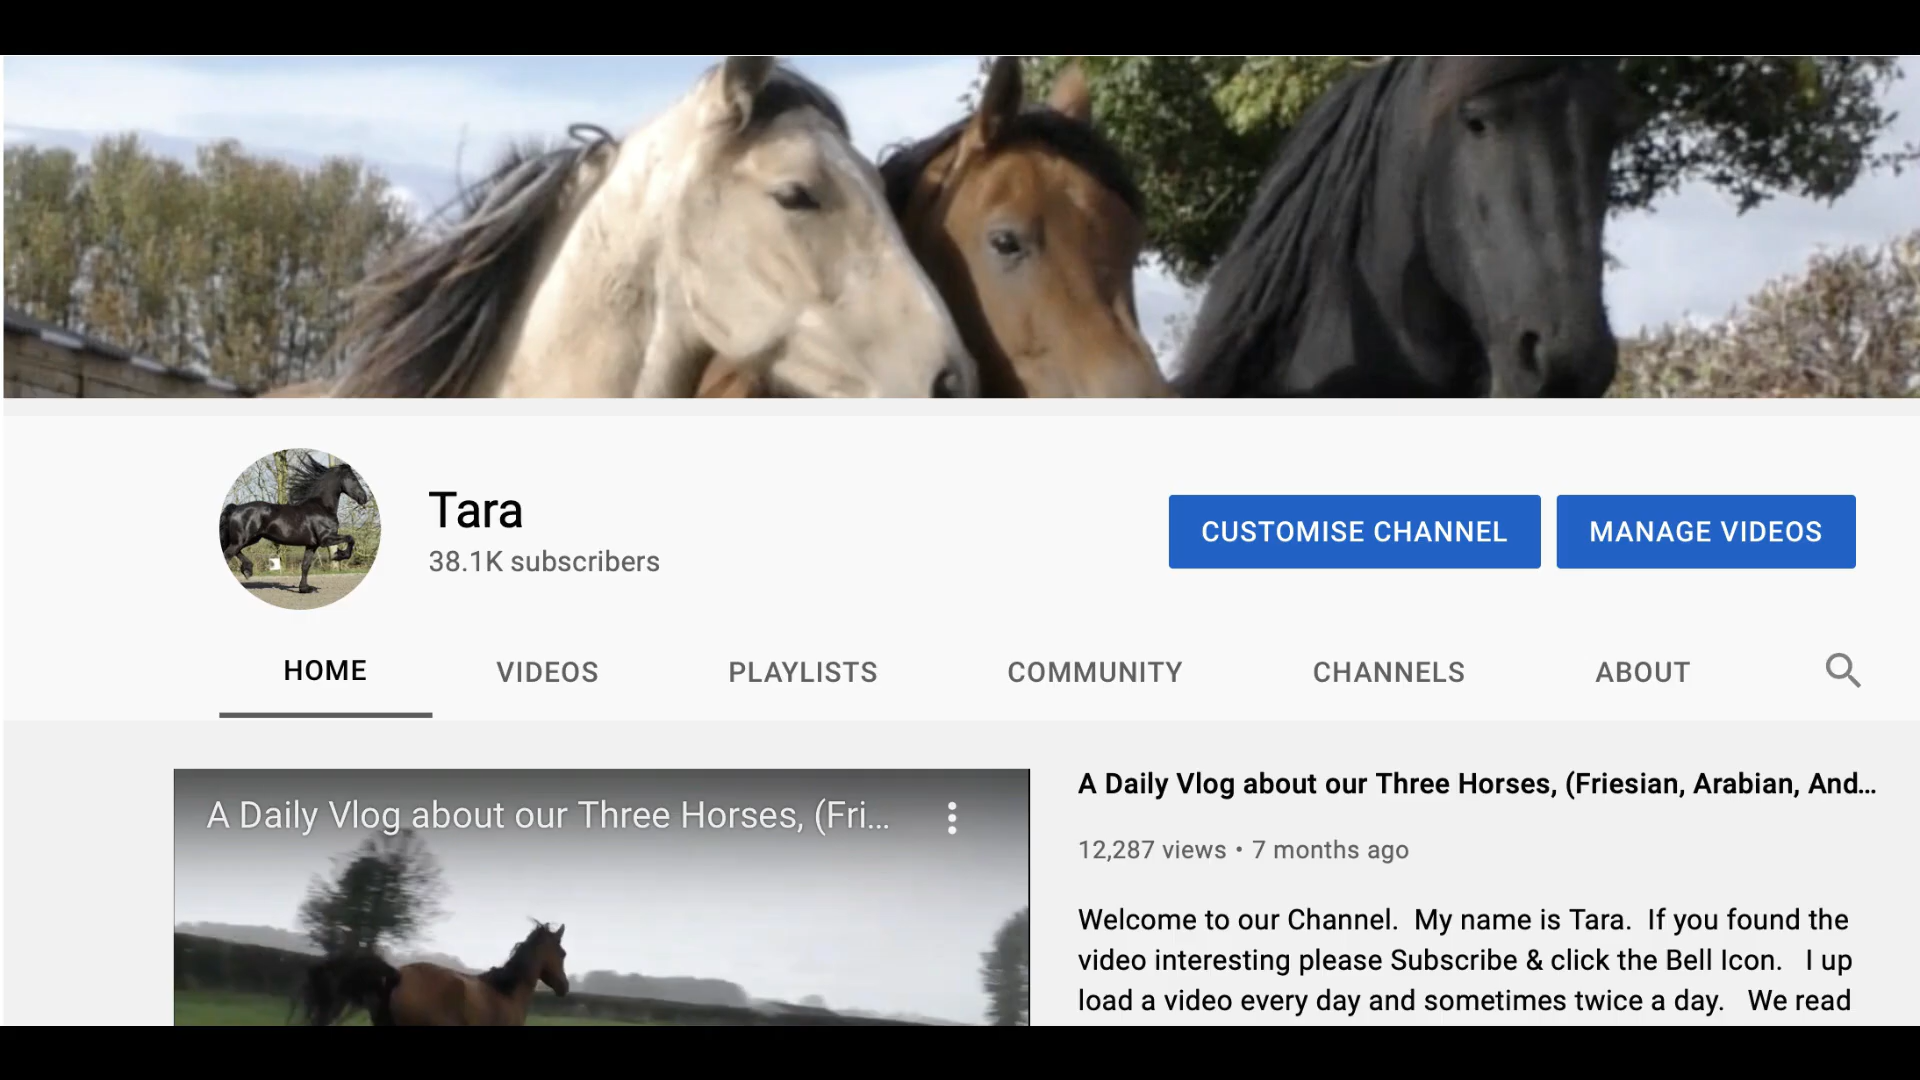 Tara
38.1K subscribers
CUSTOMISE CHANNEL
MANAGE VIDEOS
HOME
VIDEOS
PLAYLISTS
COMMUNITY
CHANNELS
ABOUT
A Daily Vlog about our Three Horses, (Fri...
A Daily Vlog about our Three Horses, (Friesian, Arabian, And...
12,287 views • 7 months ago
Welcome to our Channel.  My name is Tara.  If you found the
video interesting please Subscribe & click the Bell Icon.   I up
load a video every day and sometimes twice a day.   We read